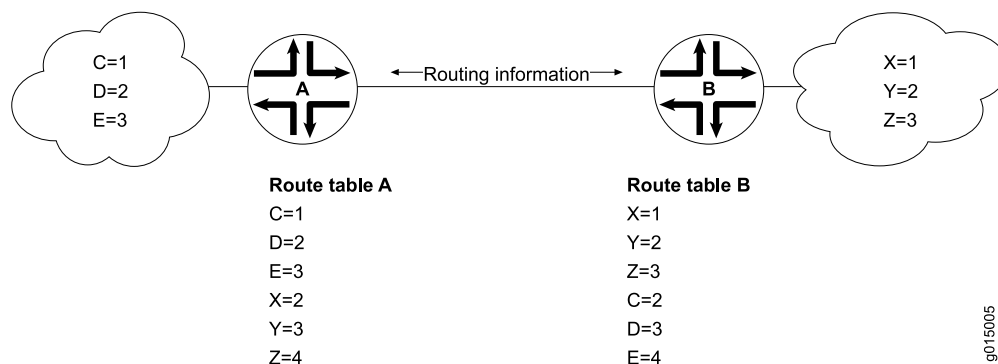 C=1
D=2
E=3
A
Routing information
B
X=1
Y=2
Z=3
Route table A
C=1
D=2
E=3
X=2
Y=3
Z=4
Route table B
X=1
Y=2
Z=3
C=2
D=3
E=4
g015005